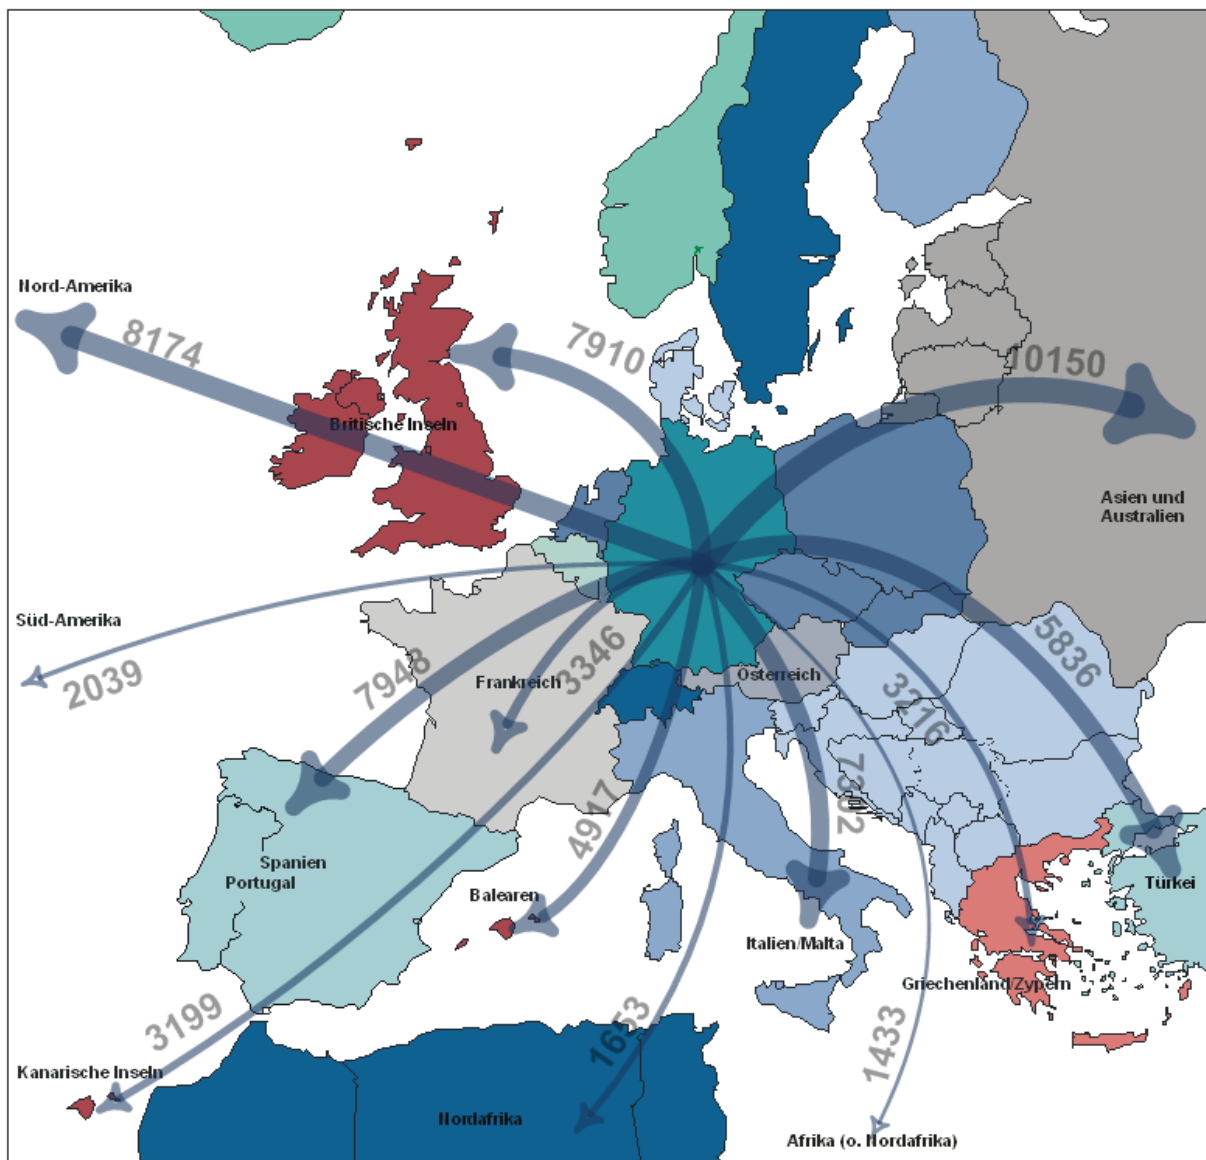 Nord-Amerika
8174
7910
10150
Britische Inseln
Asien und
Australien
Süd-Amerika
2039
7948
3346
Frankreich
Österreich
3216
5836
4917
7302
Spanien
Portugal
Balearen
Türkei
Italien/Malta
Griechenland/Zypern
3199
1653
1433
Kanarische Inseln
Nordafrika
Afrika (o. Nordafrika)